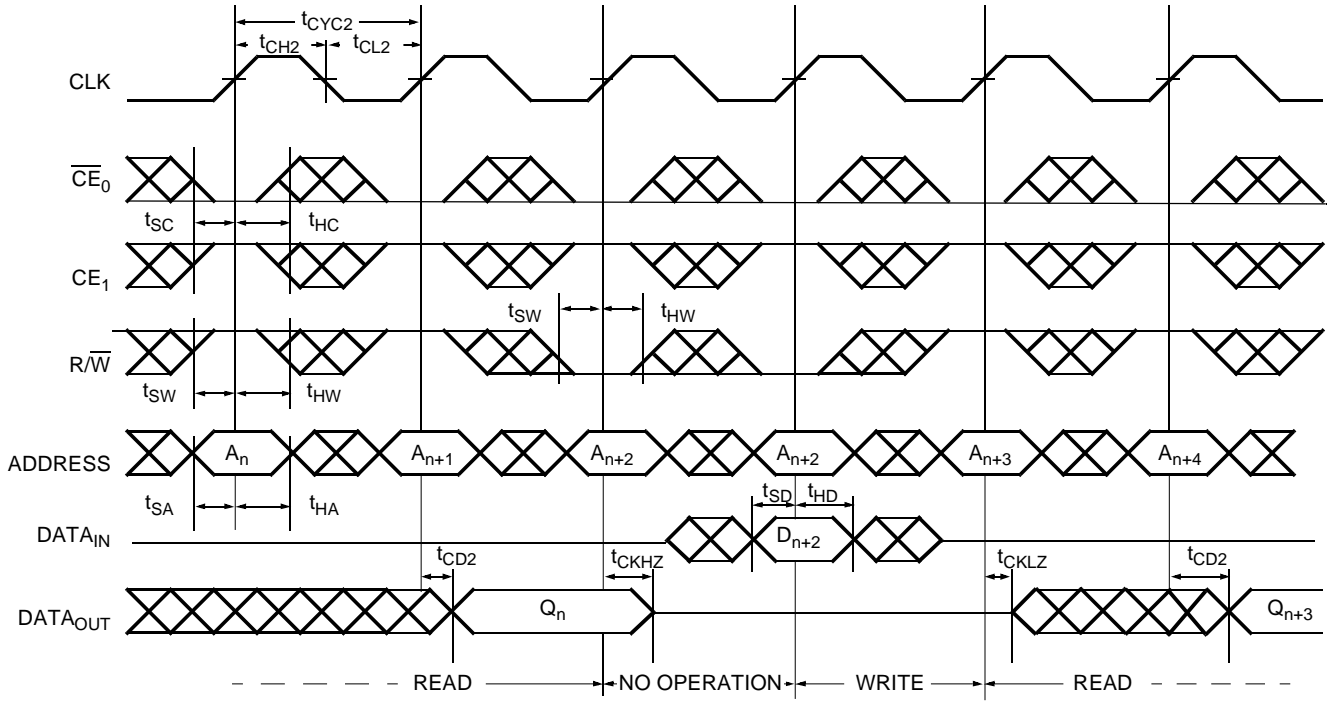 tCYC2
tCH2 tCL2
CLK
CE0
tSC tHC
CE1
tSW tHW
R/W
tSW tHW
ADDRESS An An+1 An+2 An+2 An+3 An+4
tSA tHA tSD tHD
DATAIN Dn+2
tCD2 tCKHZ tCKLZ tCD2
DATAOUT Qn Qn+3
READ NO OPERATION WRITE READ